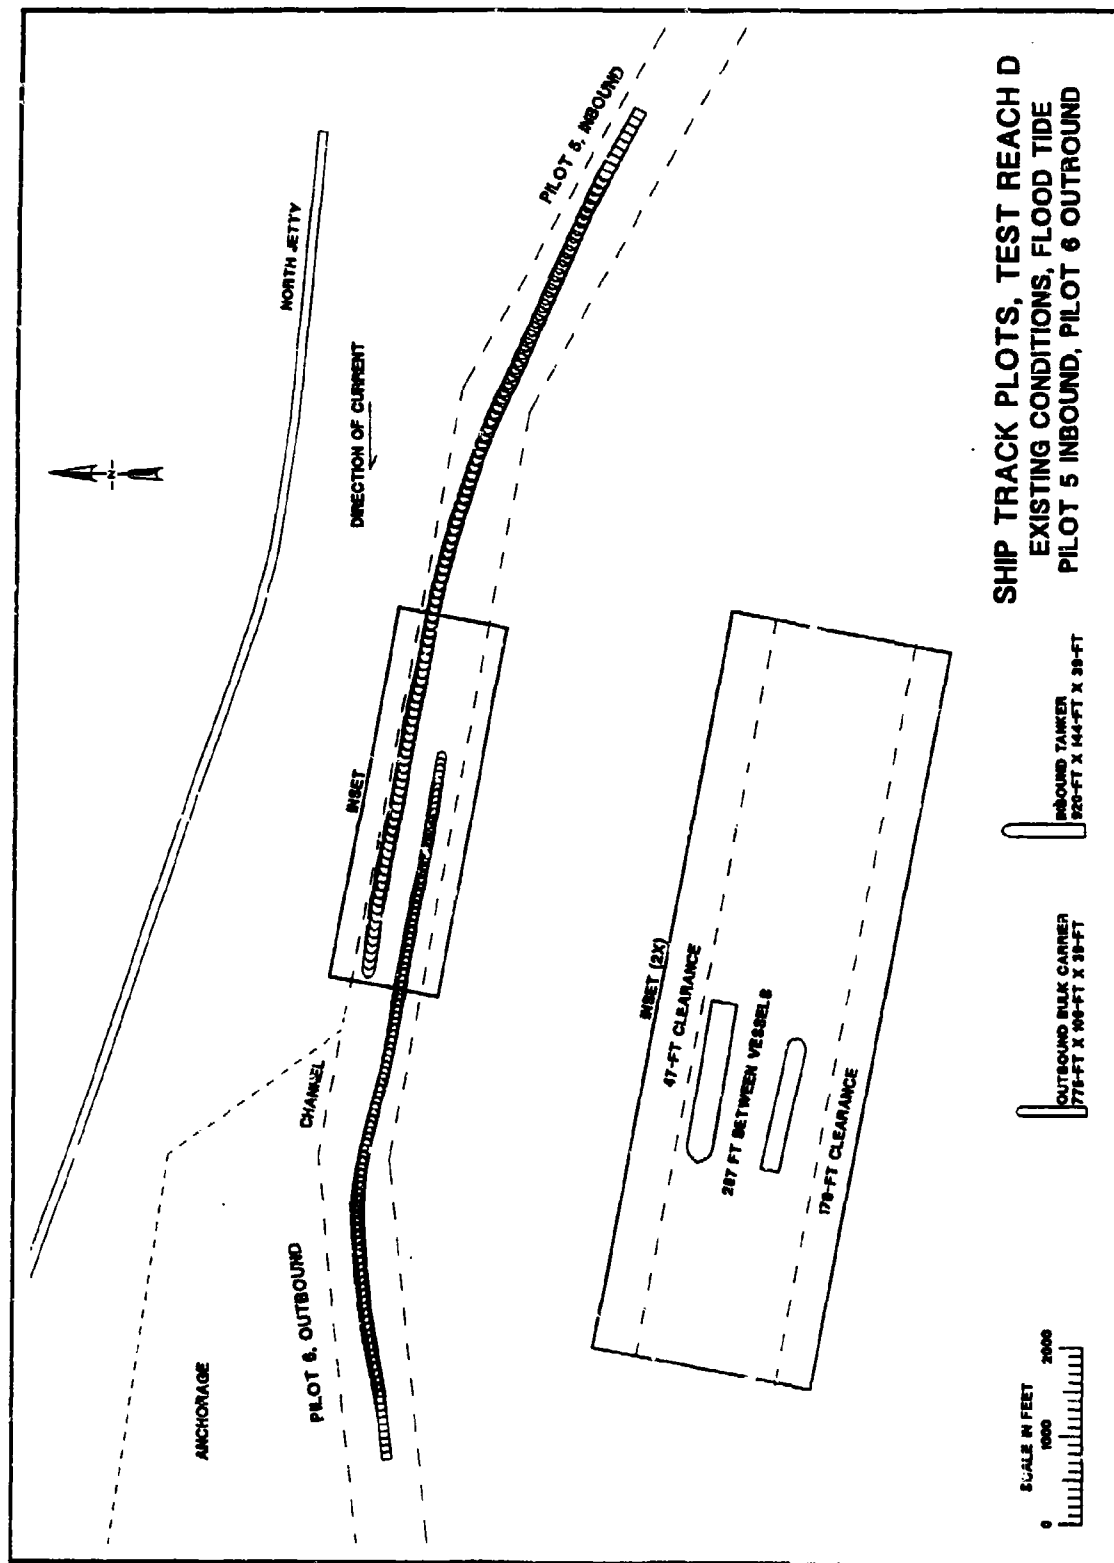 NORTH JETTY
N
DIRECTION OF CURRENT
PILOT 5, INBOUND
INSET
CHANNEL
ANCHORAGE
PILOT 6, OUTBOUND
INSET (2X)
47-FT CLEARANCE
287 FT BETWEEN VESSELS
179-FT CLEARANCE
SCALE IN FEET
0 1000 2000
OUTBOUND BULK CARRIER
775-FT X 106-FT X 39-FT
INBOUND TANKER
920-FT X 144-FT X 39-FT
SHIP TRACK PLOTS, TEST REACH D
EXISTING CONDITIONS, FLOOD TIDE
PILOT 5 INBOUND, PILOT 6 OUTROUND